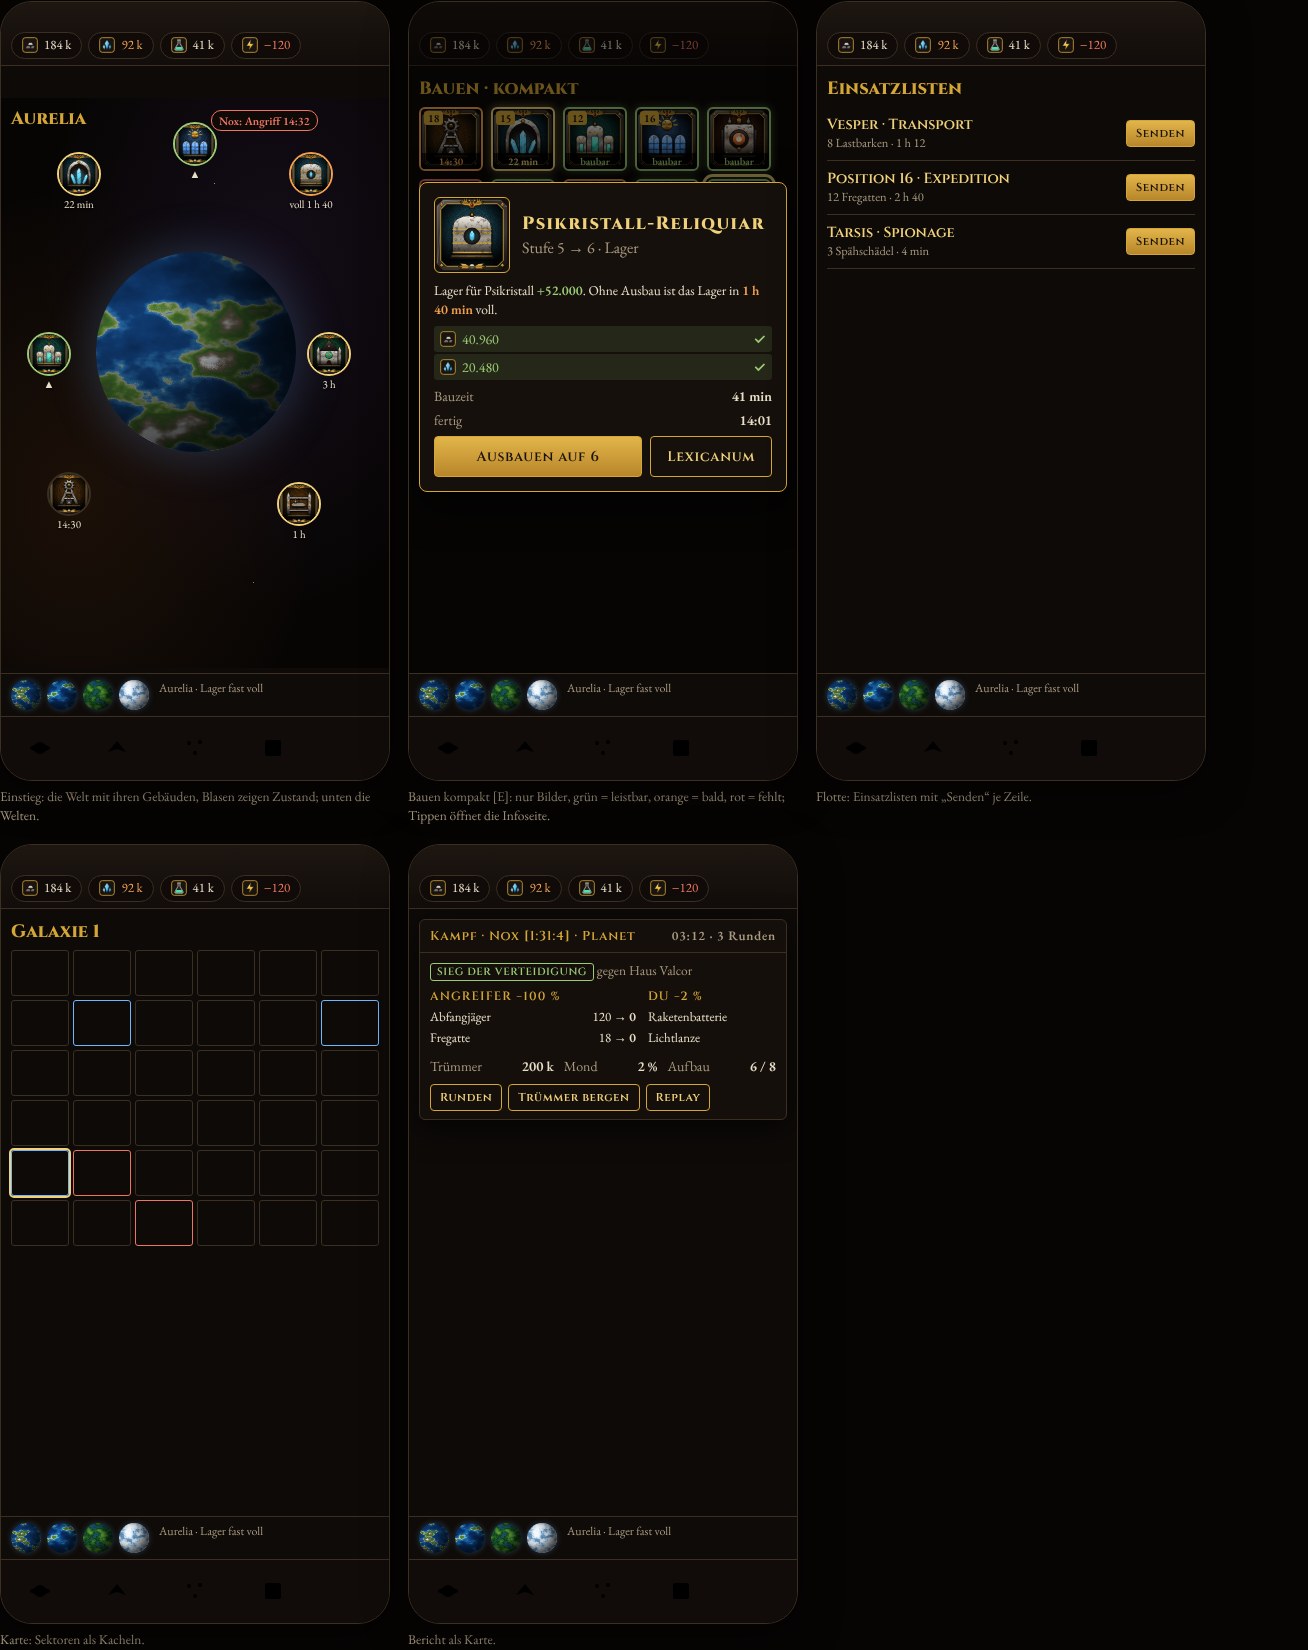 184 k 92 k 41 k −120
Aurelia
Nox: Angriff 14:32
22 min
▲
voll 1 h 40
▲
3 h
14:30
1 h
Aurelia · Lager fast voll
Einstieg: die Welt mit ihren Gebäuden, Blasen zeigen Zustand; unten die
Welten.
184 k 92 k 41 k −120
Bauen · kompakt
18 15 12 16
14:30 22 min baubar baubar baubar
Psikristall-Reliquiar
Stufe 5 → 6 · Lager
Lager für Psikristall +52.000. Ohne Ausbau ist das Lager in 1 h
40 min voll.
40.960 ✓
20.480 ✓
Bauzeit 41 min
fertig 14:01
Ausbauen auf 6 Lexicanum
Aurelia · Lager fast voll
Bauen kompakt [E]: nur Bilder, grün = leistbar, orange = bald, rot = fehlt;
Tippen öffnet die Infoseite.
184 k 92 k 41 k −120
Einsatzlisten
Vesper · Transport
8 Lastbarken · 1 h 12
Senden
Position 16 · Expedition
12 Fregatten · 2 h 40
Senden
Tarsis · Spionage
3 Spähschädel · 4 min
Senden
Aurelia · Lager fast voll
Flotte: Einsatzlisten mit „Senden“ je Zeile.
184 k 92 k 41 k −120
Galaxie 1
Aurelia · Lager fast voll
Karte: Sektoren als Kacheln.
184 k 92 k 41 k −120
Kampf · Nox [1:31:4] · Planet 03:12 · 3 Runden
SIEG DER VERTEIDIGUNG gegen Haus Valcor
ANGREIFER −100 % DU −2 %
Abfangjäger 120 → 0 Raketenbatterie
Fregatte 18 → 0 Lichtlanze
Trümmer 200 k Mond 2 % Aufbau 6 / 8
Runden Trümmer bergen Replay
Aurelia · Lager fast voll
Bericht als Karte.